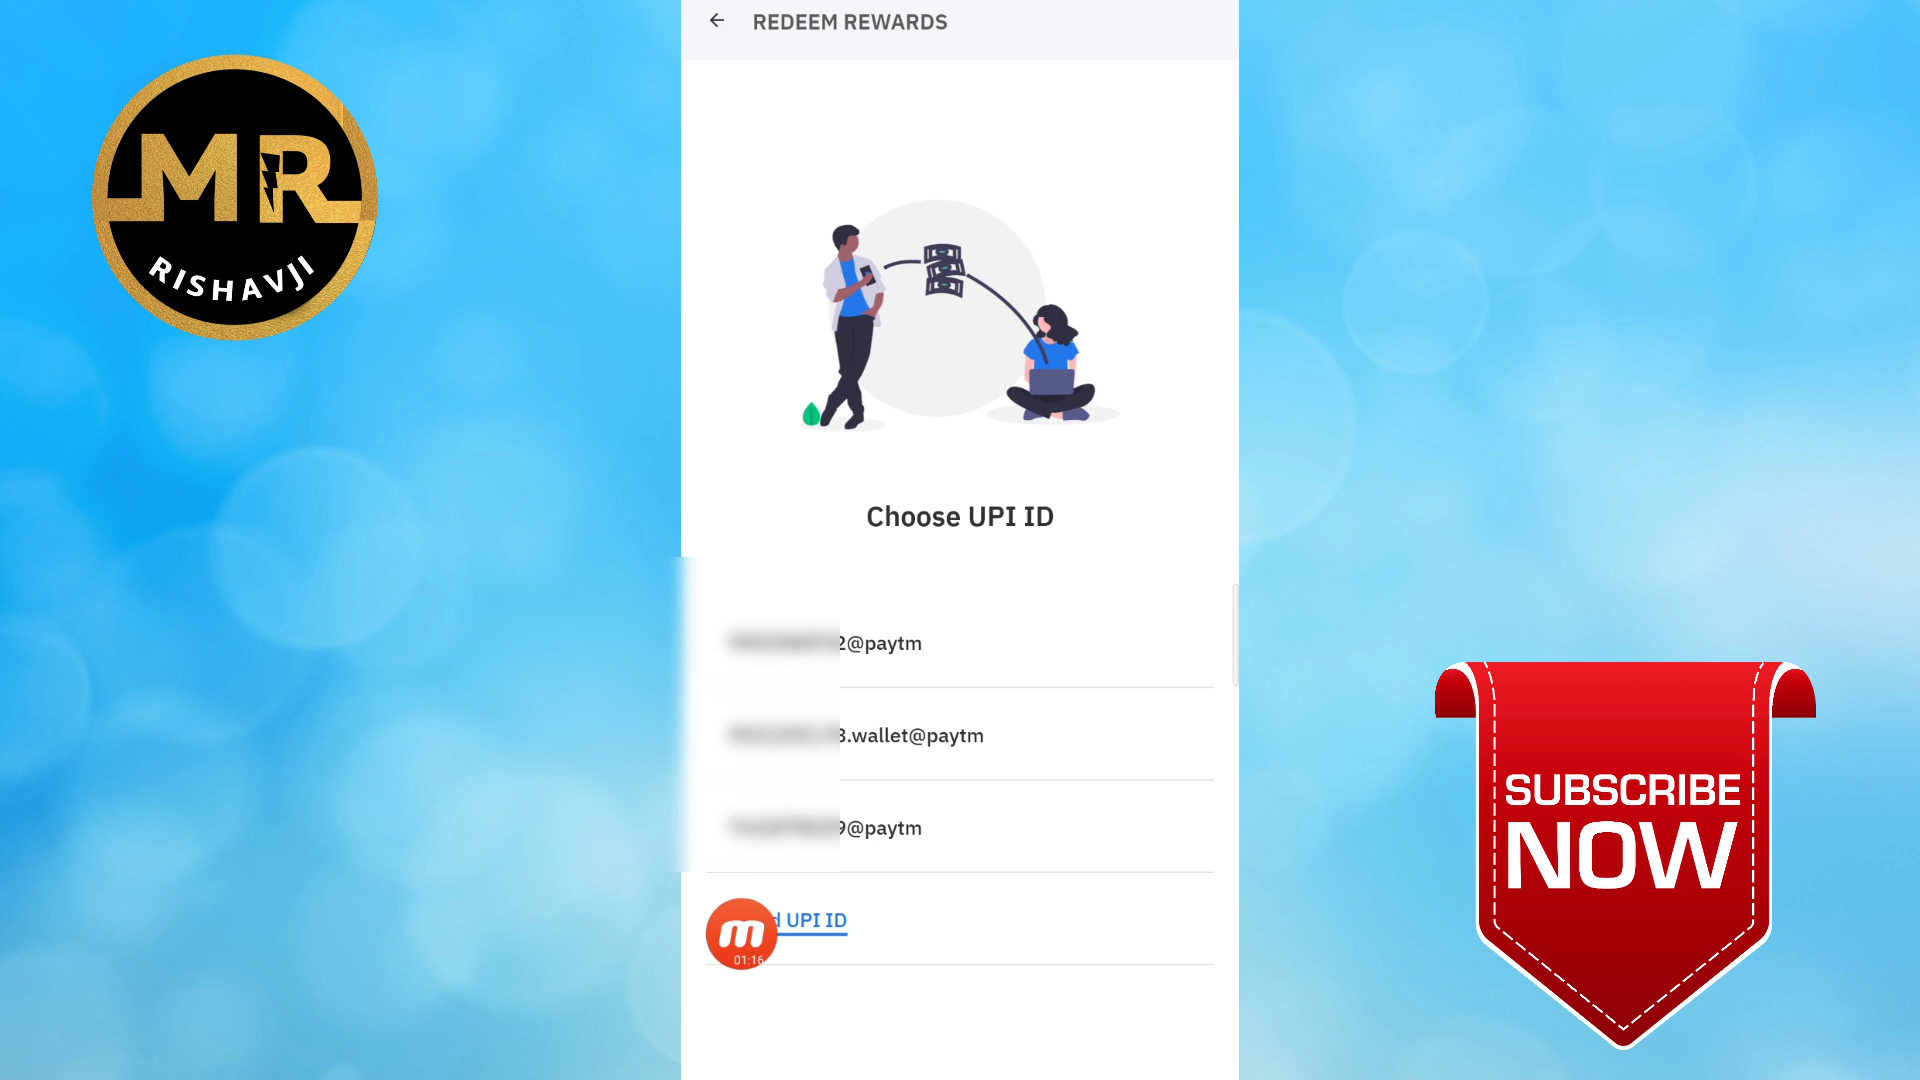 REDEEM REWARDS
MR
RISHAVJI
Choose UPI ID
2@paytm
3.wallet@paytm
9@paytm
UPI ID
01:16
SUBSCRIBE
NOW